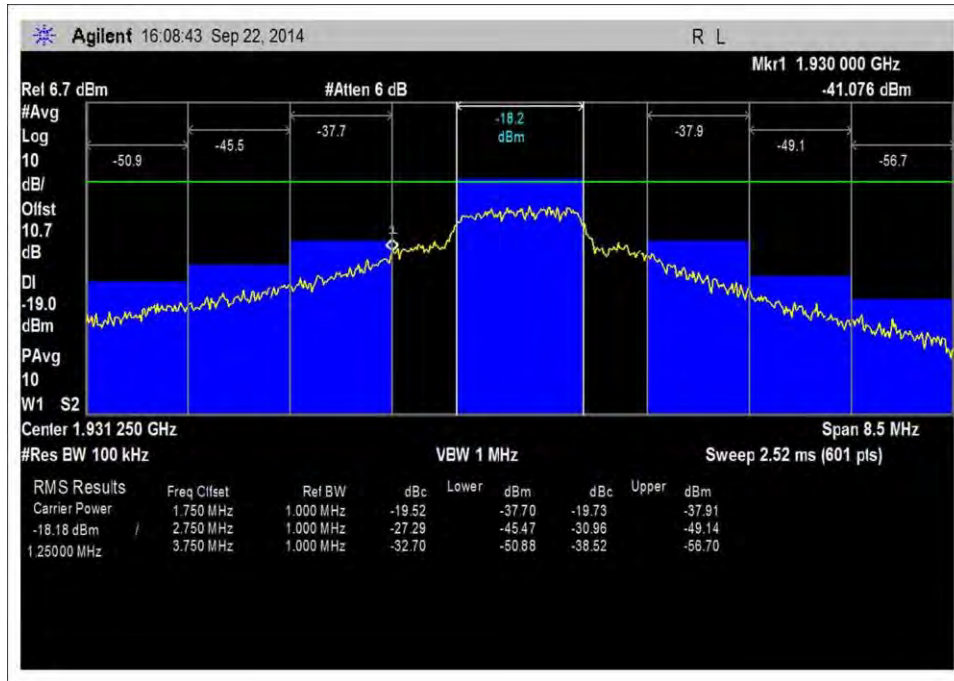 Agilent 16:08:43 Sep 22, 2014 R L
Mkr1 1.930 000 GHz
Rel 6.7 dBm #Atten 6 dB -41.076 dBm
#Avg
Log
10
dB/
Offst
10.7
dB
DI
-19.0
dBm
PAvg
10
W1 S2
-50.9 -45.5 -37.7 -18.2 dBm -37.9 -49.1 -56.7
1
Center 1.931 250 GHz Span 8.5 MHz
#Res BW 100 kHz VBW 1 MHz Sweep 2.52 ms (601 pts)
RMS Results Freq Offset Ref BW dBc Lower dBm dBc Upper dBm
Carrier Power 1.750 MHz 1.000 MHz -19.52 -37.70 -19.73 -37.91
-18.18 dBm / 2.750 MHz 1.000 MHz -27.29 -45.47 -30.96 -49.14
1.25000 MHz 3.750 MHz 1.000 MHz -32.70 -50.88 -38.52 -56.70